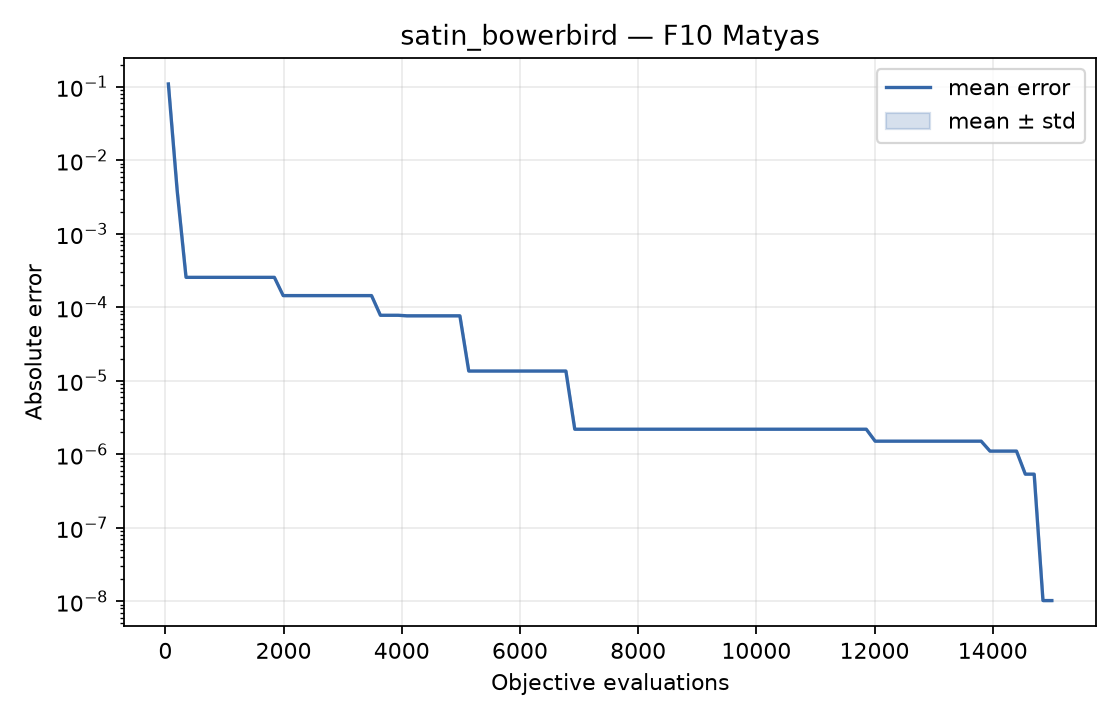 satin_bowerbird — F10 Matyas
mean error
mean ± std
Absolute error
10⁻¹
10⁻²
10⁻³
10⁻⁴
10⁻⁵
10⁻⁶
10⁻⁷
10⁻⁸
0 2000 4000 6000 8000 10000 12000 14000
Objective evaluations